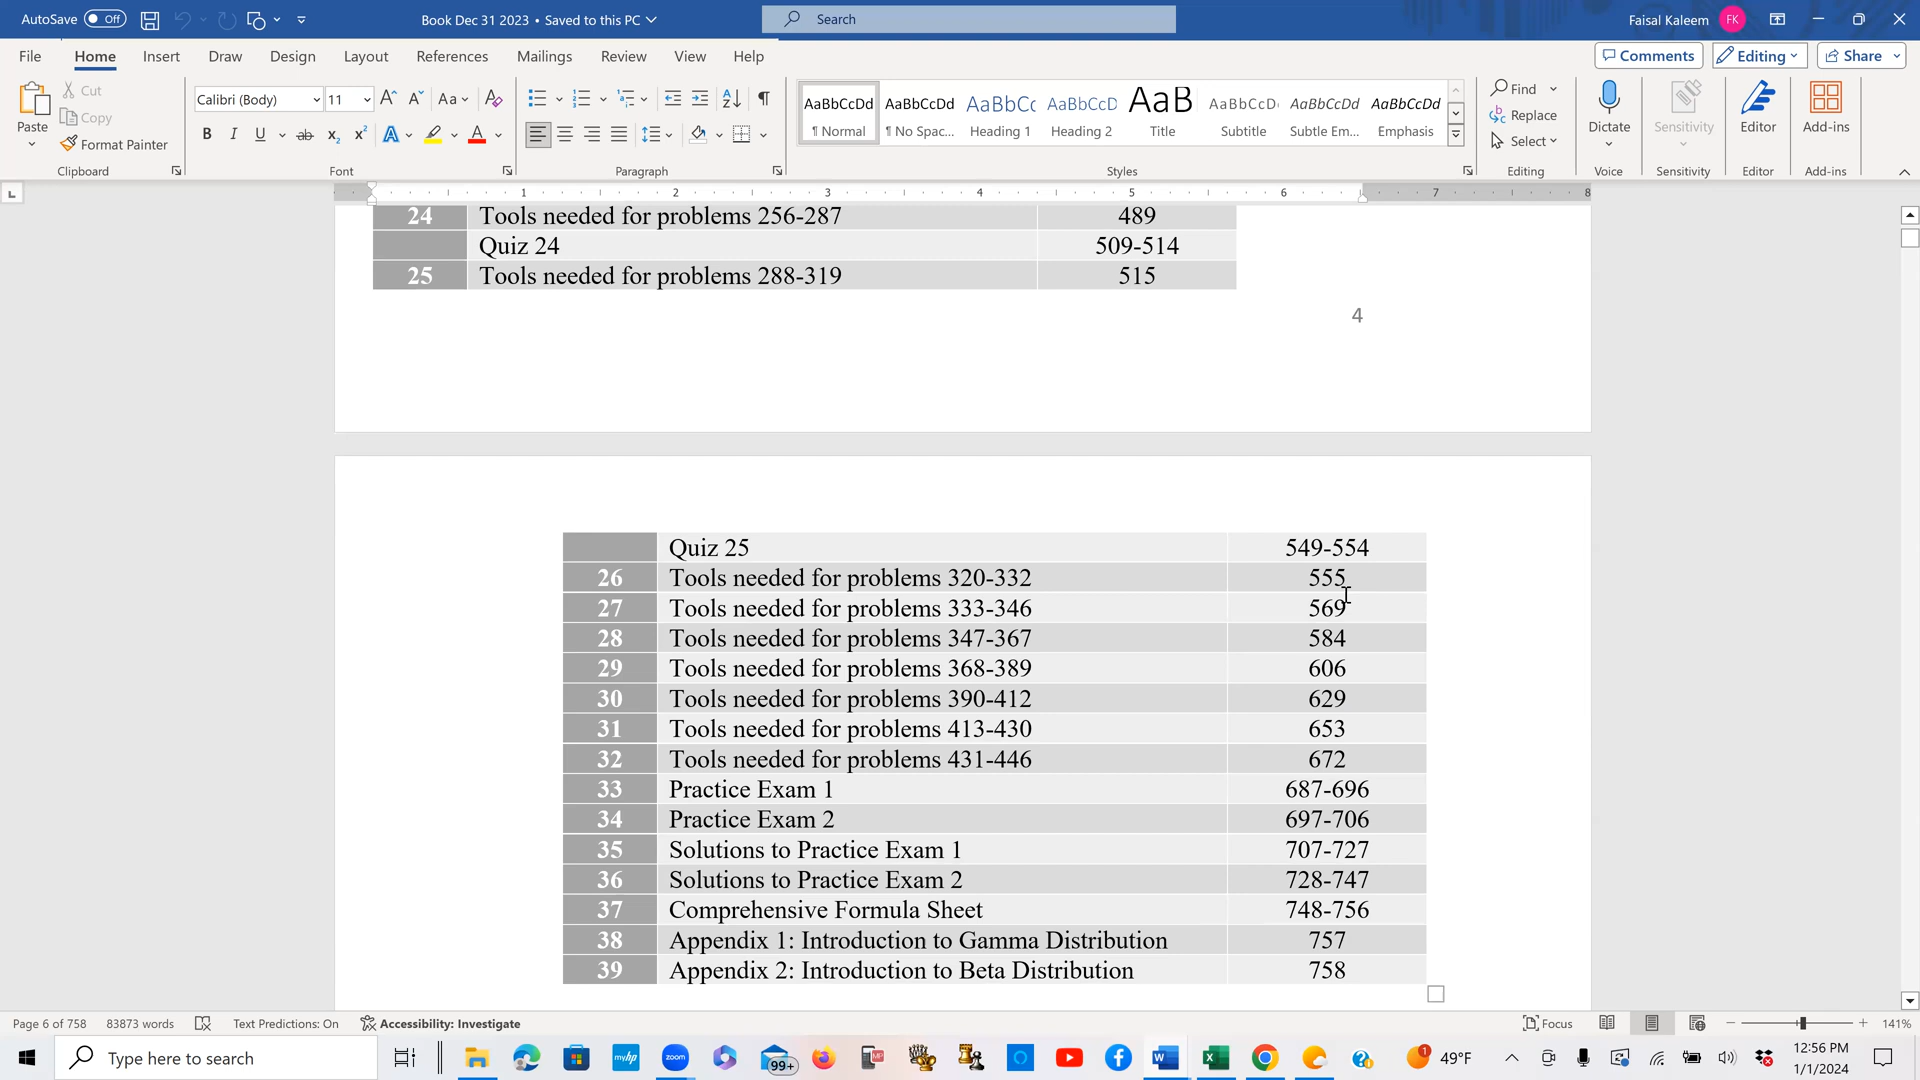 AutoSave Off Book Dec 31 2023 • Saved to this PC Search Faisal Kaleem FK
File Home Insert Draw Design Layout References Mailings Review View Help Comments Editing Share
Paste Cut Copy Format Painter
Clipboard
Calibri (Body) 11
Font
Paragraph
AaBbCcDd AaBbCcDd AaBbCc AaBbCcD AaB AaBbCcD AaBbCcDd AaBbCcDd
¶ Normal ¶ No Spac... Heading 1 Heading 2 Title Subtitle Subtle Em... Emphasis
Styles
Find
Replace
Select
Editing
Dictate
Voice
Sensitivity
Sensitivity
Editor
Editor
Add-ins
Add-ins
1 2 3 4 5 6 7 8
24 Tools needed for problems 256-287 489
Quiz 24 509-514
25 Tools needed for problems 288-319 515
4
Quiz 25 549-554
26 Tools needed for problems 320-332 555
27 Tools needed for problems 333-346 569
28 Tools needed for problems 347-367 584
29 Tools needed for problems 368-389 606
30 Tools needed for problems 390-412 629
31 Tools needed for problems 413-430 653
32 Tools needed for problems 431-446 672
33 Practice Exam 1 687-696
34 Practice Exam 2 697-706
35 Solutions to Practice Exam 1 707-727
36 Solutions to Practice Exam 2 728-747
37 Comprehensive Formula Sheet 748-756
38 Appendix 1: Introduction to Gamma Distribution 757
39 Appendix 2: Introduction to Beta Distribution 758
Page 6 of 758 83873 words Text Predictions: On Accessibility: Investigate Focus 141%
Type here to search myhp zoom 99+ 49°F 12:56 PM
1/1/2024